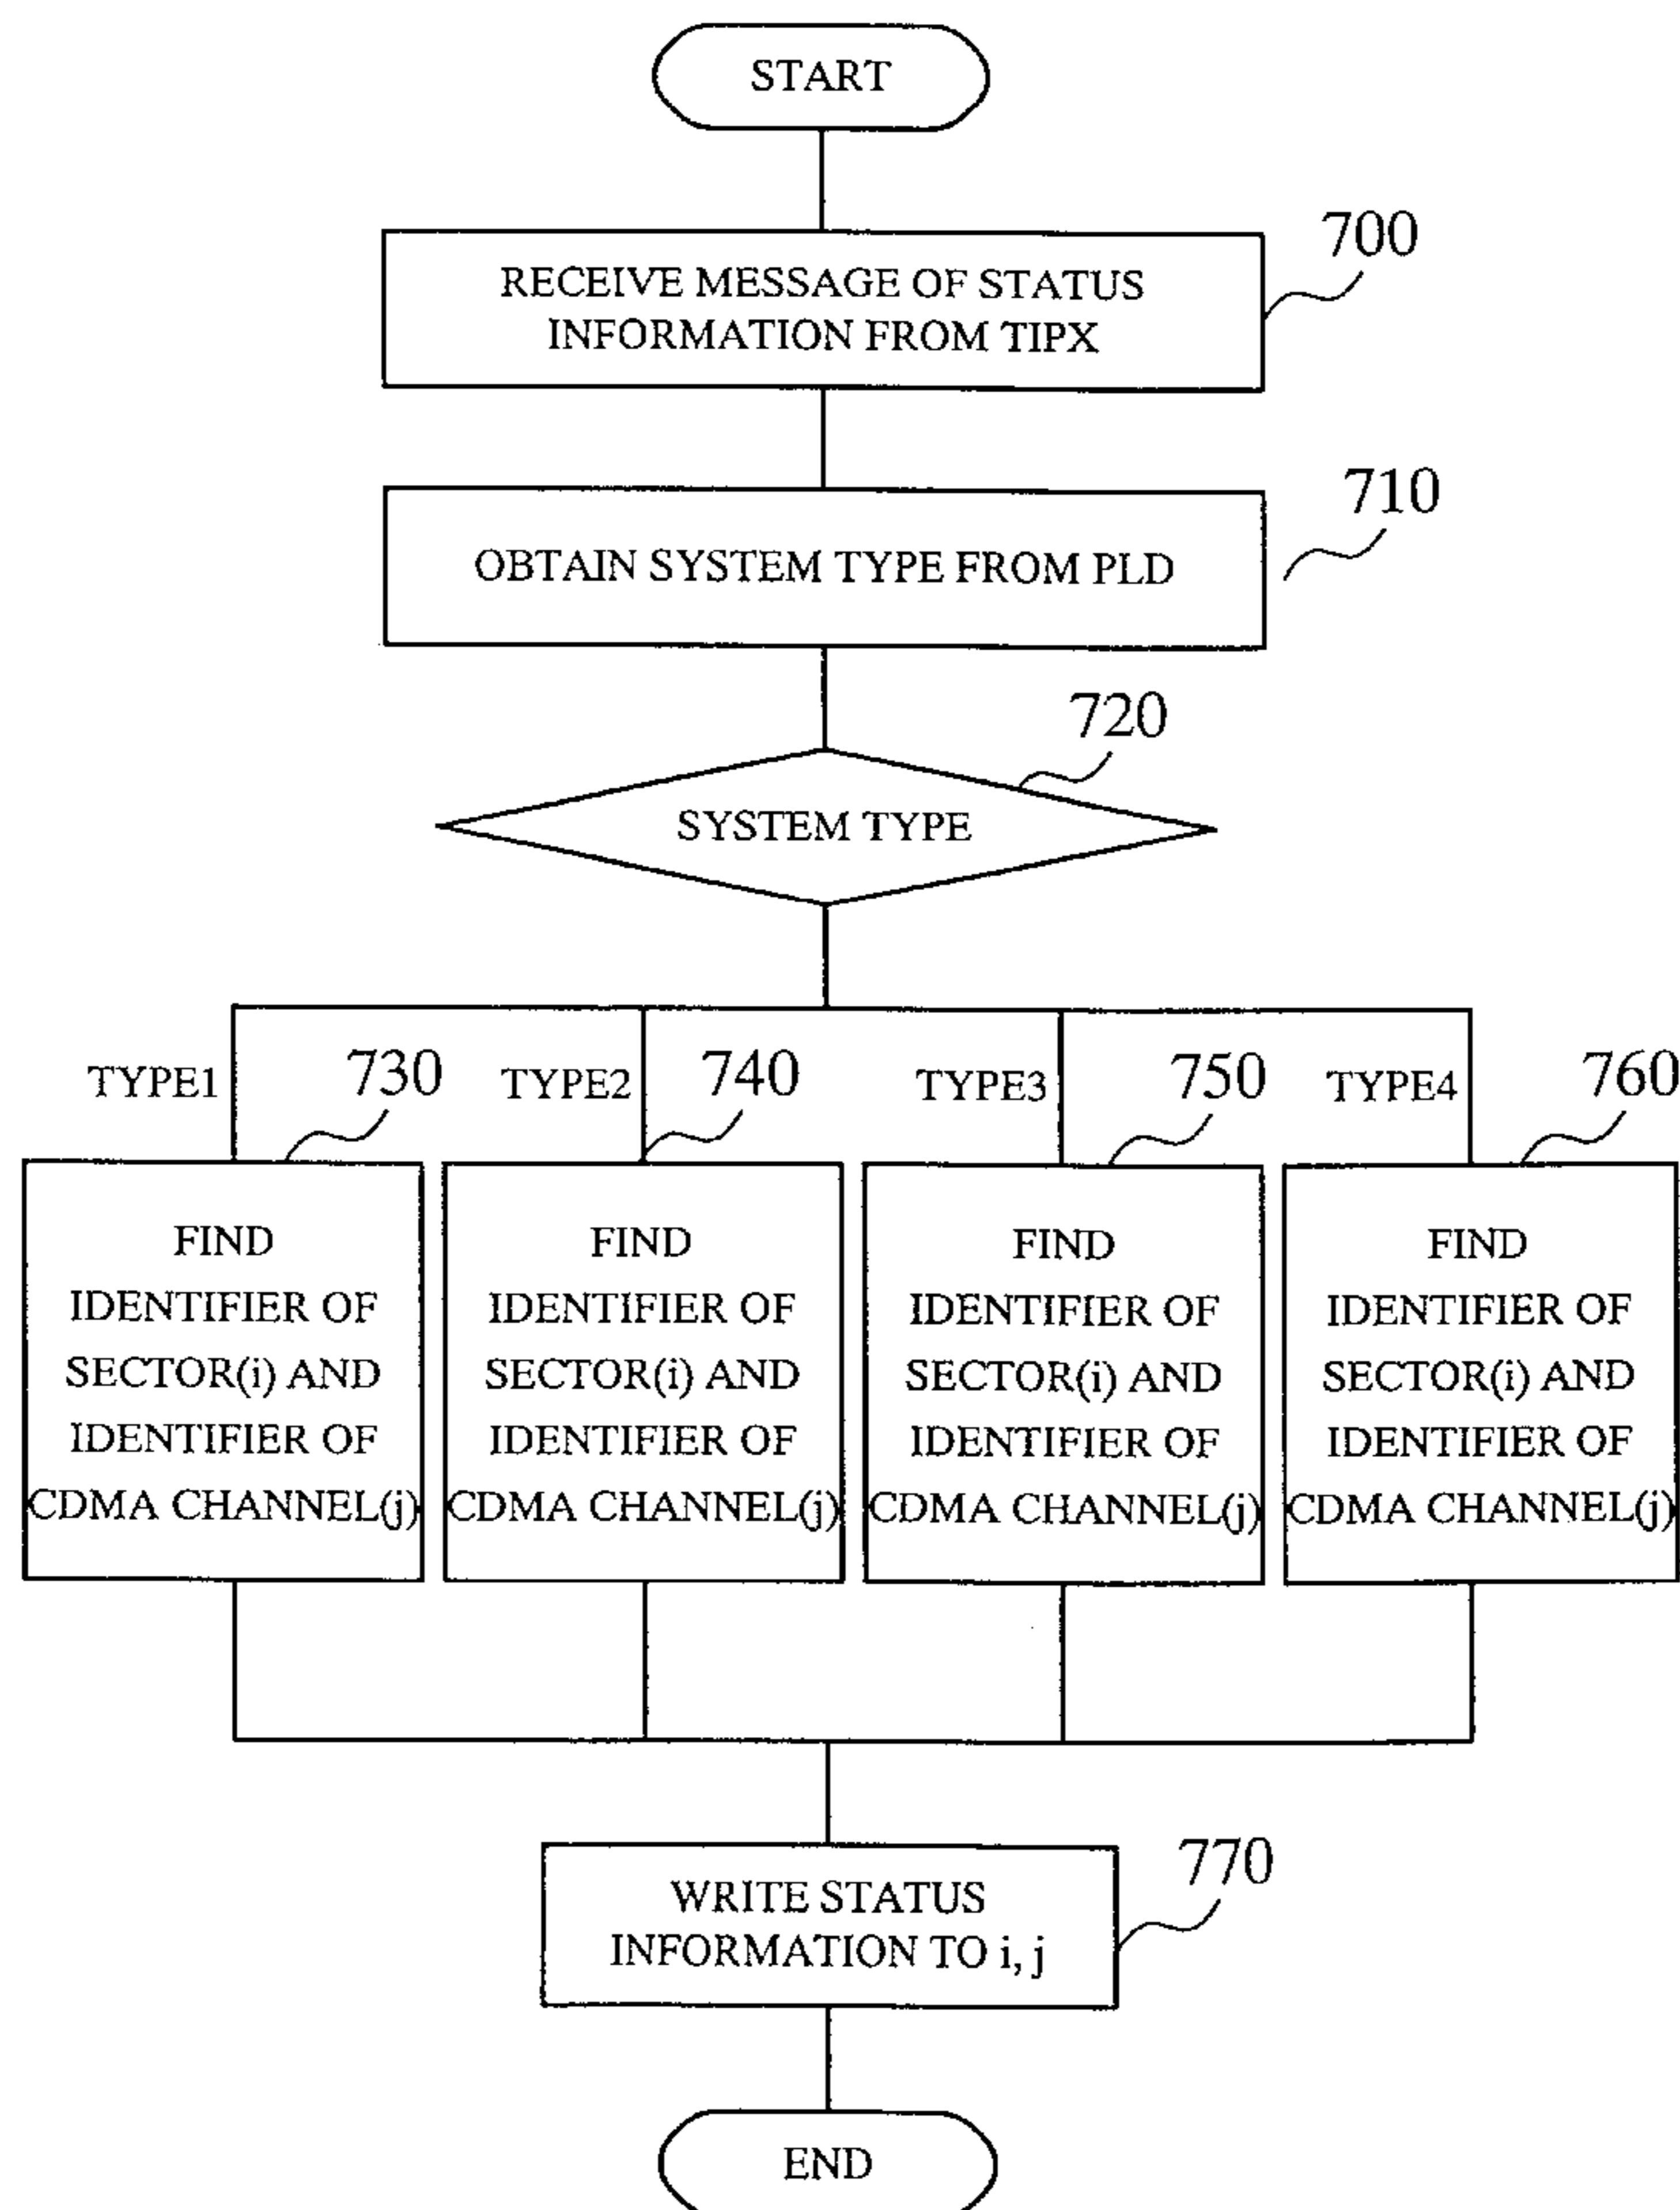 START
700
RECEIVE MESSAGE OF STATUS
INFORMATION FROM TIPX
710
OBTAIN SYSTEM TYPE FROM PLD
720
SYSTEM TYPE
TYPE1
730
TYPE2
740
TYPE3
750
TYPE4
760
FIND
IDENTIFIER OF
SECTOR(i) AND
IDENTIFIER OF
CDMA CHANNEL(j)
FIND
IDENTIFIER OF
SECTOR(i) AND
IDENTIFIER OF
CDMA CHANNEL(j)
FIND
IDENTIFIER OF
SECTOR(i) AND
IDENTIFIER OF
CDMA CHANNEL(j)
FIND
IDENTIFIER OF
SECTOR(i) AND
IDENTIFIER OF
CDMA CHANNEL(j)
770
WRITE STATUS
INFORMATION TO i, j
END